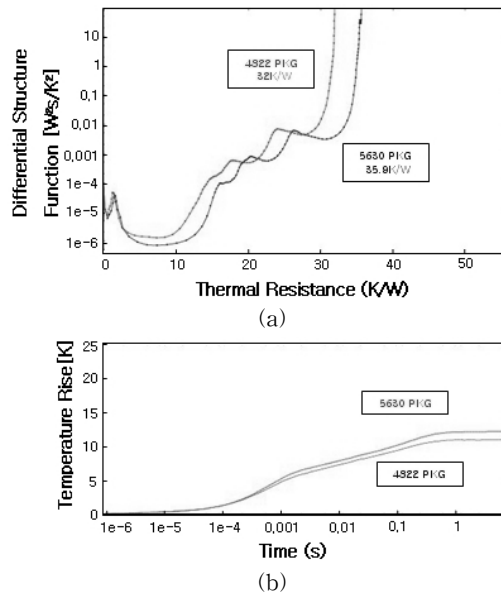 Differential Structure
Function [W²s/K²]
100
10
1
0,1
0,01
0,001
1e-4
1e-5
1e-6
4922 PKG
32K/W
5630 PKG
35.9K/W
0
10
20
30
40
50
Thermal Resistance (K/W)
(a)
Temperature Rise[K]
25
20
15
10
5
0
5630 PKG
4922 PKG
1e-6
1e-5
1e-4
0,001
0,01
0,1
1
Time (s)
(b)